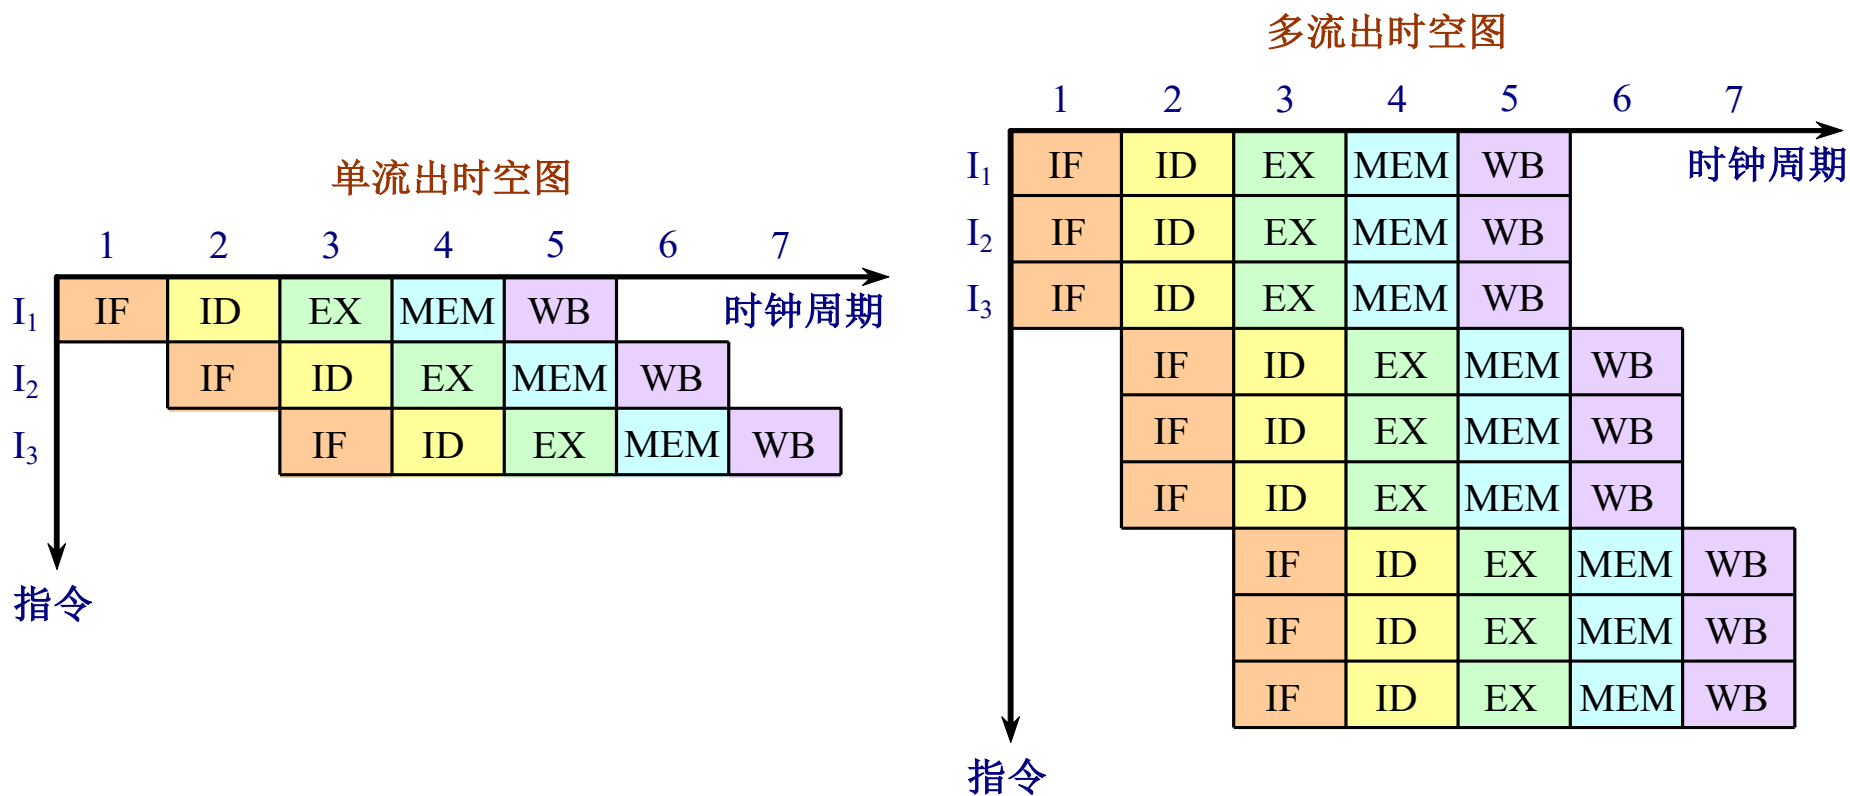 单流出时空图
1 2 3 4 5 6 7
时钟周期
I1 IF ID EX MEM WB
I2 IF ID EX MEM WB
I3 IF ID EX MEM WB
指令
多流出时空图
1 2 3 4 5 6 7
时钟周期
I1 IF ID EX MEM WB
I2 IF ID EX MEM WB
I3 IF ID EX MEM WB
IF ID EX MEM WB
IF ID EX MEM WB
IF ID EX MEM WB
IF ID EX MEM WB
IF ID EX MEM WB
IF ID EX MEM WB
指令